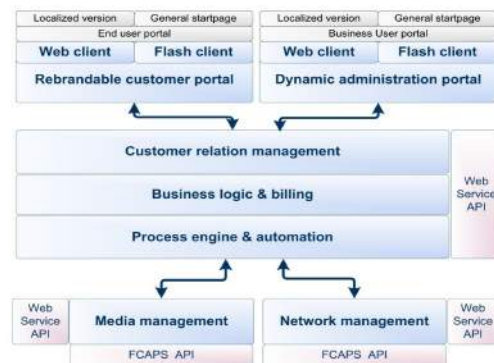 Localized version
General startpage
Localized version
General startpage
End user portal
Business User portal
Web client
Flash client
Web client
Flash client
Rebrandable customer portal
Dynamic administration portal
Customer relation management
Business logic & billing
Process engine & automation
Web
Service
API
Web
Service
API
Media management
Network management
Web
Service
API
FCAPS API
FCAPS API